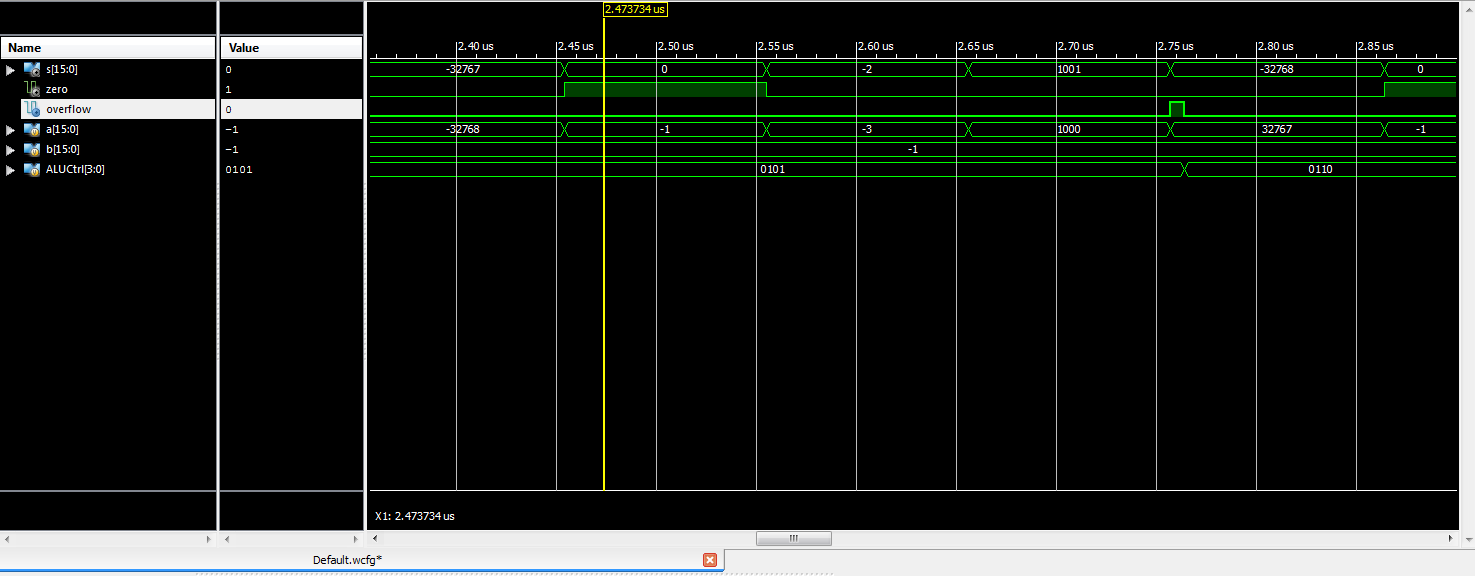 2.473734 us
Name Value 2.40 us 2.45 us 2.50 us 2.55 us 2.60 us 2.65 us 2.70 us 2.75 us 2.80 us 2.85 us
s[15:0] 0 -32767 0 -2 1001 -32768 0
zero 1
overflow 0
a[15:0] -1 -32768 -1 -3 1000 32767 -1
b[15:0] -1 -1
ALUCtrl[3:0] 0101 0101 0110
X1: 2.473734 us
Default.wcfg*